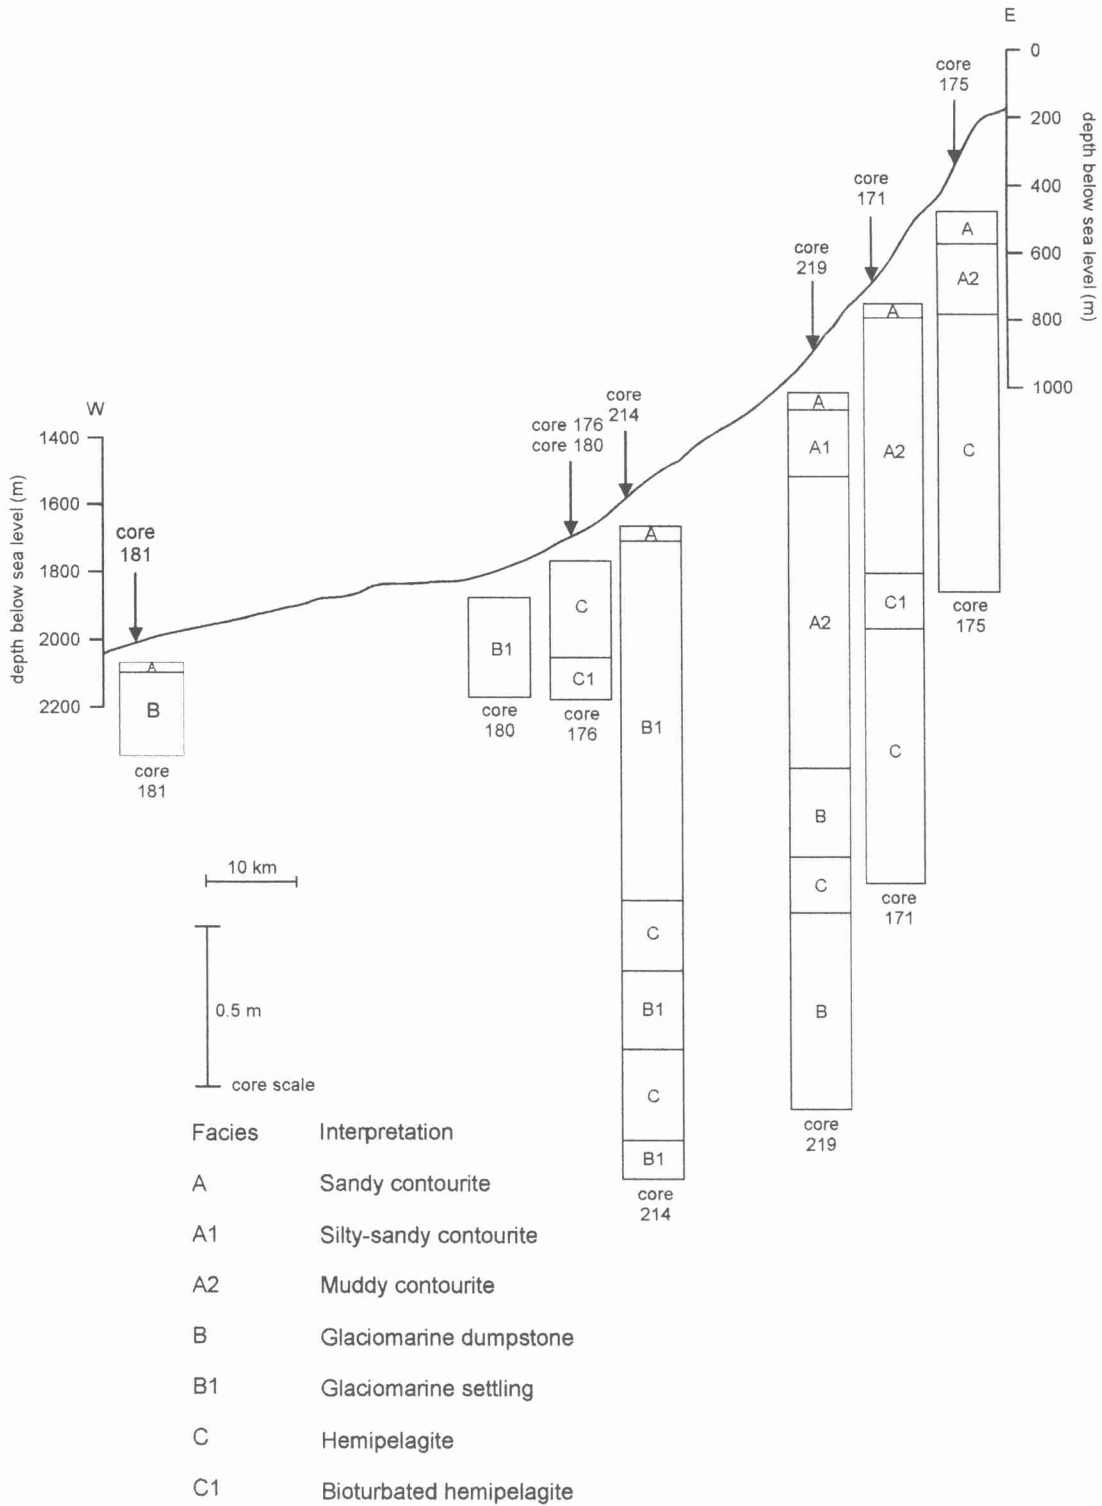 E
0
200
400
600
800
1000
depth below sea level (m)
core
175
core
171
core
219
core
214
core 176
core 180
W
1400
1600
1800
2000
2200
depth below sea level (m)
core
181
A
B
core
181
B1
core
180
C
C1
core
176
A
B1
C
B1
C
B1
core
214
A
A1
A2
B
C
B
core
219
A
A2
C1
C
core
171
A
A2
C
core
175
10 km
0.5 m
core scale
Facies Interpretation
A Sandy contourite
A1 Silty-sandy contourite
A2 Muddy contourite
B Glaciomarine dumpstone
B1 Glaciomarine settling
C Hemipelagite
C1 Bioturbated hemipelagite